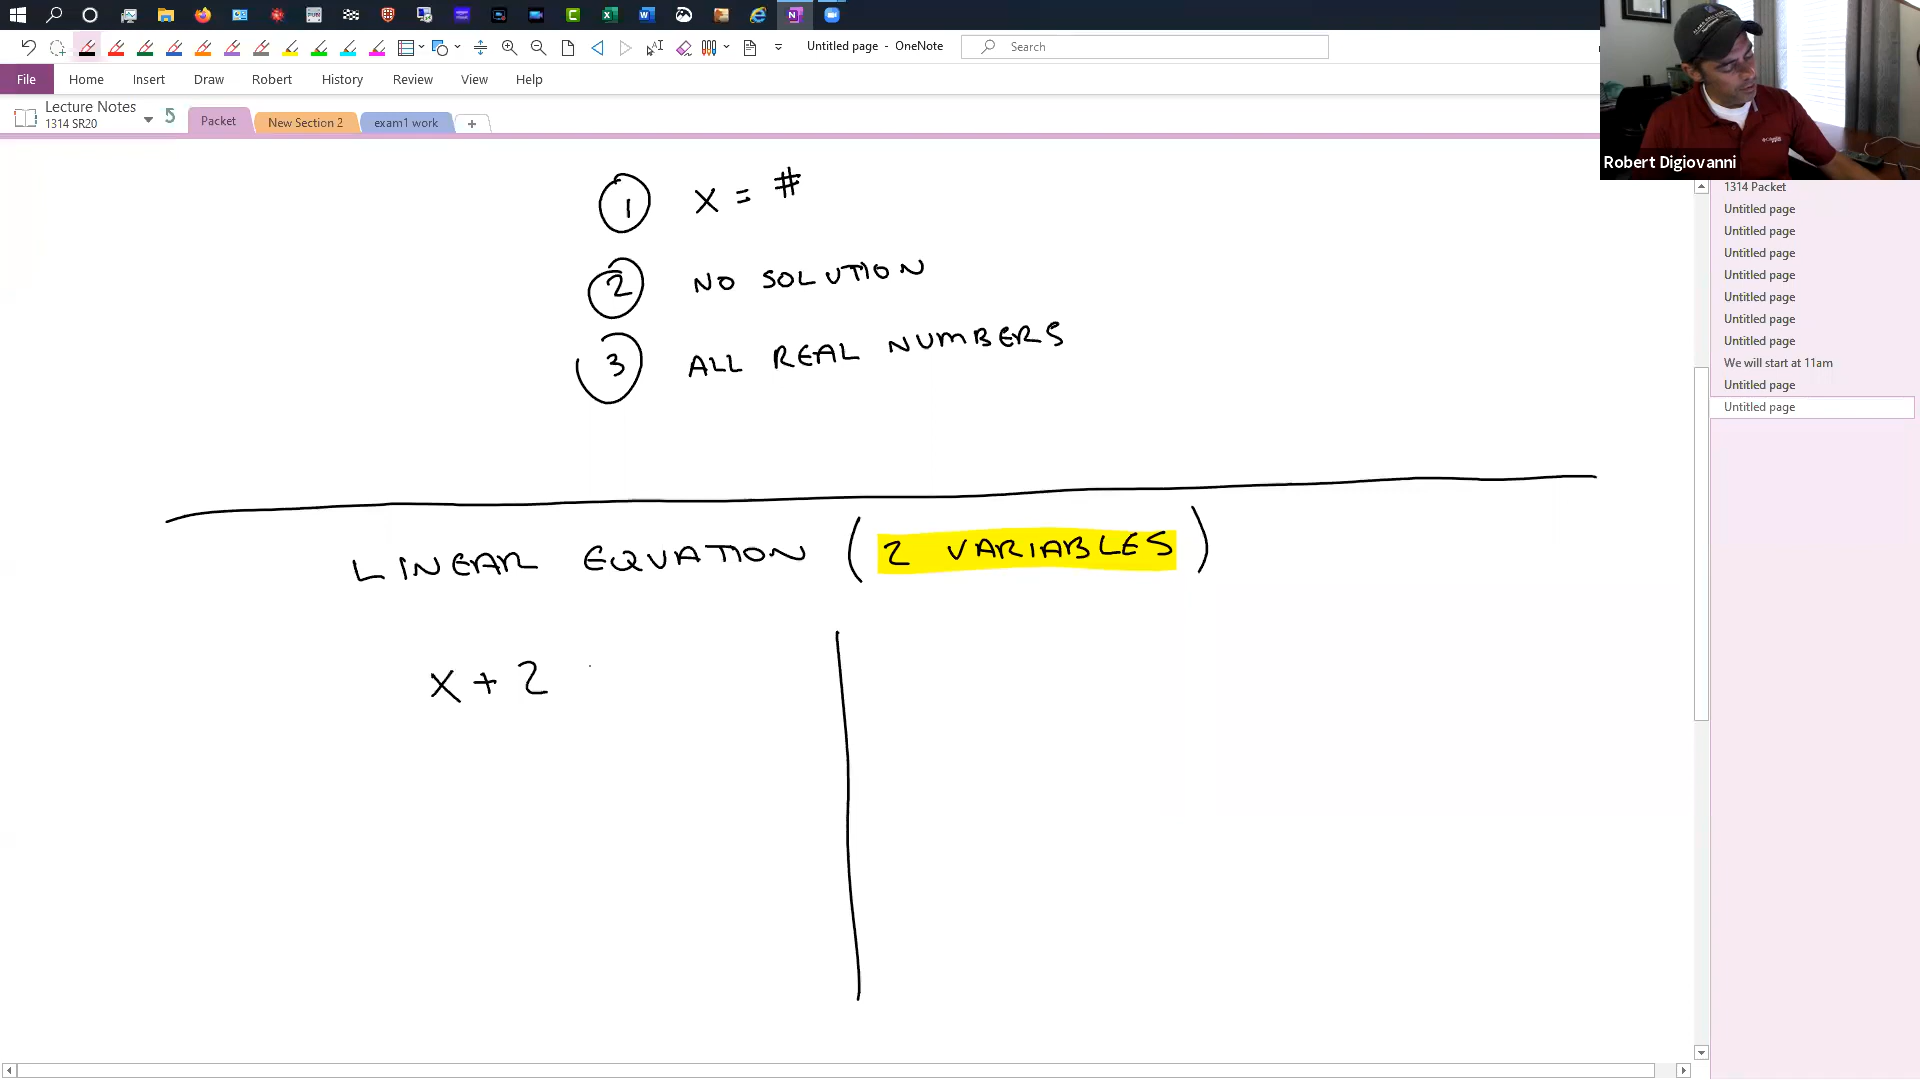 Untitled page - OneNote
Search
File Home Insert Draw Robert History Review View Help
Lecture Notes
1314 SR20
Packet
New Section 2
exam1 work
Robert Digiovanni
1314 Packet
Untitled page
Untitled page
Untitled page
Untitled page
Untitled page
Untitled page
Untitled page
We will start at 11am
Untitled page
Untitled page
1 X = #
2 NO SOLUTION
3 ALL REAL NUMBERS
LINEAR EQUATION ( 2 VARIABLES )
X + 2